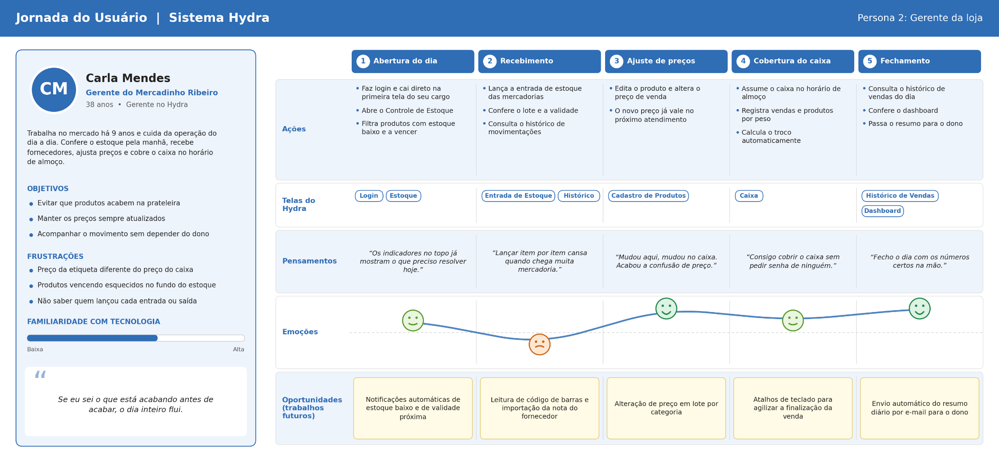 Jornada do Usuário | Sistema Hydra
Persona 2: Gerente da loja
CM
Carla Mendes
Gerente do Mercadinho Ribeiro
38 anos • Gerente no Hydra
Trabalha no mercado há 9 anos e cuida da operação do
dia a dia. Confere o estoque pela manhã, recebe
fornecedores, ajusta preços e cobre o caixa no horário
de almoço.
OBJETIVOS
• Evitar que produtos acabem na prateleira
• Manter os preços sempre atualizados
• Acompanhar o movimento sem depender do dono
FRUSTRAÇÕES
• Preço da etiqueta diferente do preço do caixa
• Produtos vencendo esquecidos no fundo do estoque
• Não saber quem lançou cada entrada ou saída
FAMILIARIDADE COM TECNOLOGIA
Baixa
Alta
“
Se eu sei o que está acabando antes de
acabar, o dia inteiro flui.
1 Abertura do dia
2 Recebimento
3 Ajuste de preços
4 Cobertura do caixa
5 Fechamento
Ações
• Faz login e cai direto na
primeira tela do seu cargo
• Abre o Controle de Estoque
• Filtra produtos com estoque
baixo e a vencer
• Lança a entrada de estoque
das mercadorias
• Confere o lote e a validade
• Consulta o histórico de
movimentações
• Edita o produto e altera o
preço de venda
• O novo preço já vale no
próximo atendimento
• Assume o caixa no horário de
almoço
• Registra vendas e produtos
por peso
• Calcula o troco
automaticamente
• Consulta o histórico de
vendas do dia
• Confere o dashboard
• Passa o resumo para o dono
Telas do
Hydra
Login
Estoque
Entrada de Estoque
Histórico
Cadastro de Produtos
Caixa
Histórico de Vendas
Dashboard
Pensamentos
“Os indicadores no topo já
mostram o que preciso resolver
hoje.”
“Lançar item por item cansa
quando chega muita
mercadoria.”
“Mudou aqui, mudou no caixa.
Acabou a confusão de preço.”
“Consigo cobrir o caixa sem
pedir senha de ninguém.”
“Fecho o dia com os números
certos na mão.”
Emoções
Oportunidades
(trabalhos
futuros)
Notificações automáticas de
estoque baixo e de validade
próxima
Leitura de código de barras e
importação da nota do
fornecedor
Alteração de preço em lote por
categoria
Atalhos de teclado para
agilizar a finalização da
venda
Envio automático do resumo
diário por e-mail para o dono